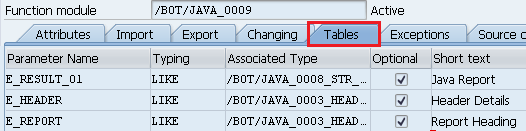 Function module /BOT/JAVA_0009 Active
Attributes Import Export Changing Tables Exceptions Source c
Parameter Name Typing Associated Type Optional Short text
E_RESULT_01 LIKE /BOT/JAVA_0008_STR_... Java Report
E_HEADER LIKE /BOT/JAVA_0003_HEAD... Header Details
E_REPORT LIKE /BOT/JAVA_0003_HEAD... Report Heading